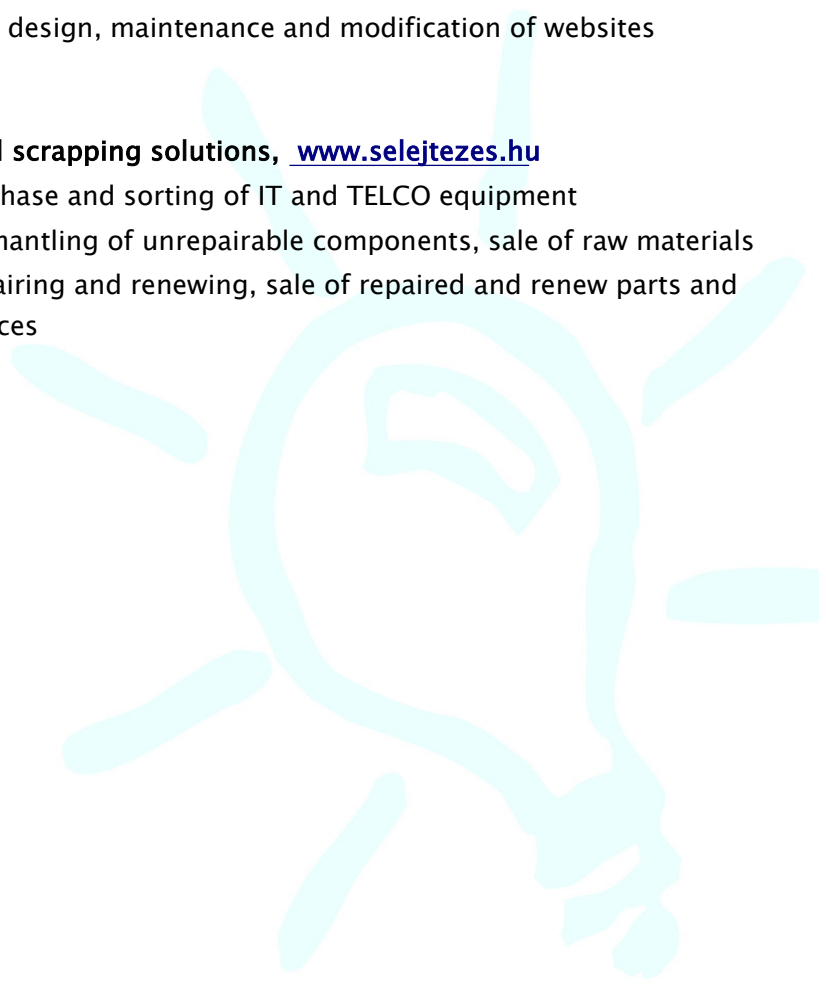 design, maintenance and modification of websites
scrapping solutions, www.selejtezes.hu
hase and sorting of IT and TELCO equipment
mantling of unrepairable components, sale of raw materials
airing and renewing, sale of repaired and renew parts and
ces